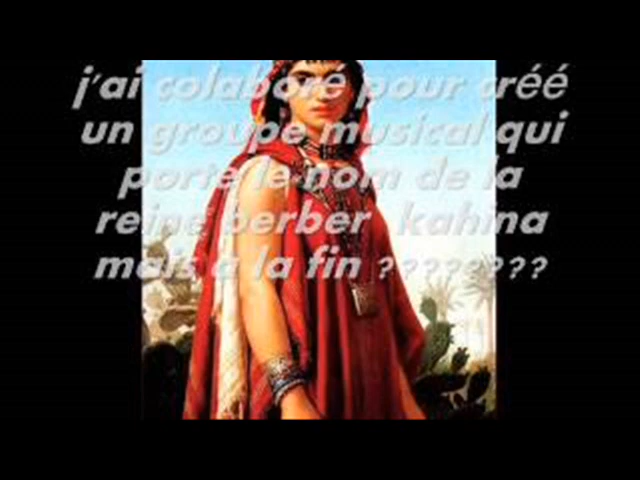 j'ai colaboré pour créé
un groupe musical qui
porte le nom de la
reine berber kahina
mais a la fin ????????